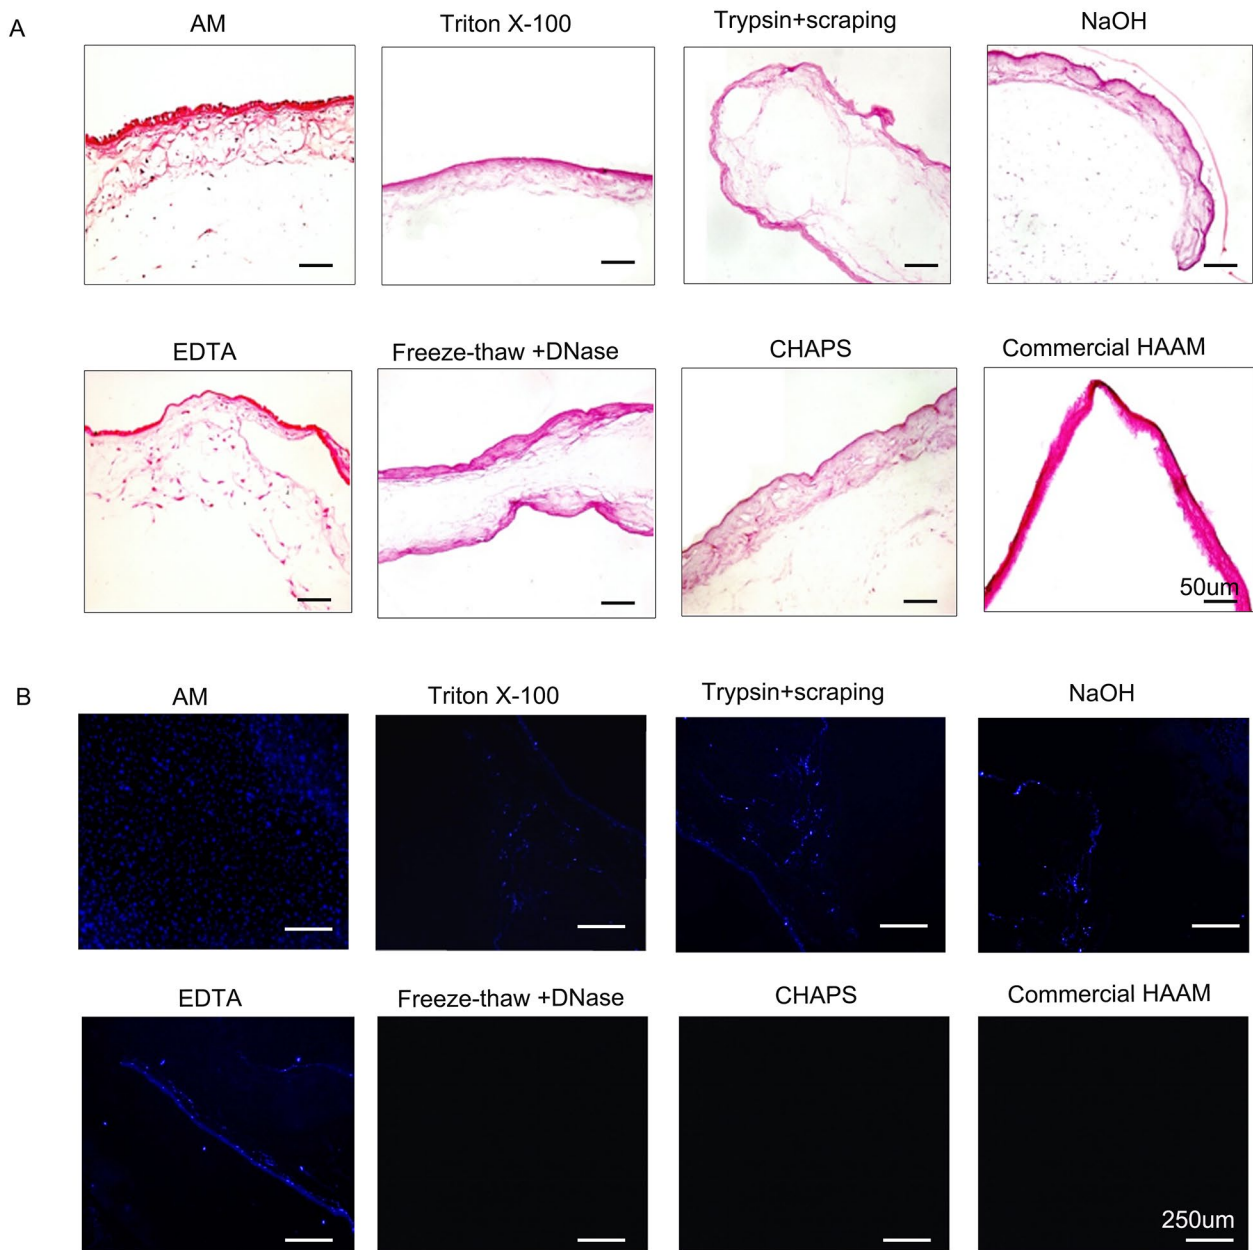 A
AM
Triton X-100
Trypsin+scraping
NaOH
EDTA
Freeze-thaw +DNase
CHAPS
Commercial HAAM
50um
B
AM
Triton X-100
Trypsin+scraping
NaOH
EDTA
Freeze-thaw +DNase
CHAPS
Commercial HAAM
250um